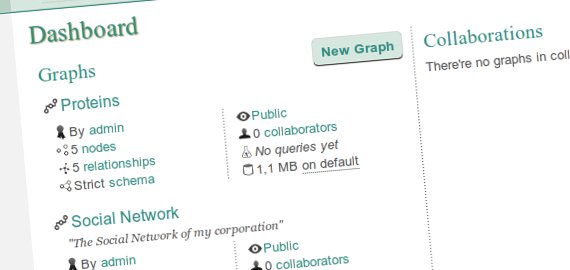 Dashboard
Graphs
New Graph
Proteins
By admin
5 nodes
5 relationships
Strict schema
Public
0 collaborators
No queries yet
1,1 MB on default
Social Network
"The Social Network of my corporation"
By admin
Public
0 collaborators
Collaborations
There're no graphs in